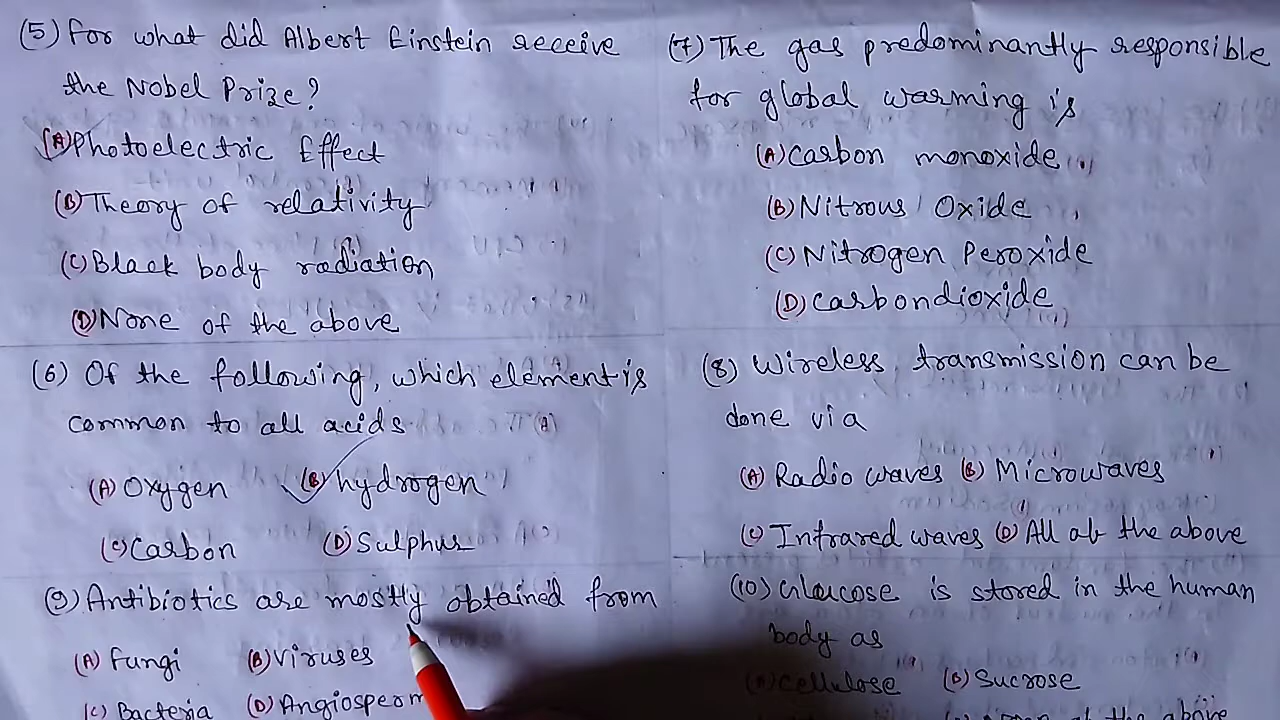 (5) For what did Albert Einstein receive
the Nobel Prize?
(A) Photoelectric Effect
(B) Theory of relativity
(C) Black body radiation
(D) None of the above
(6) Of the following, which element is
common to all acids
(A) Oxygen (B) hydrogen
(C) Carbon (D) Sulphur
(9) Antibiotics are mostly obtained from
(A) Fungi (B) Viruses
(C) Bacteria (D) Angiosperm
(7) The gas predominantly responsible
for global warming is
(A) Carbon monoxide
(B) Nitrous Oxide
(C) Nitrogen Peroxide
(D) Carbondioxide
(8) Wireless transmission can be
done via
(A) Radio waves (B) Microwaves
(C) Infrared waves (D) All of the above
(10) Glucose is stored in the human
body as
(A) Cellulose (B) Sucrose
of the above